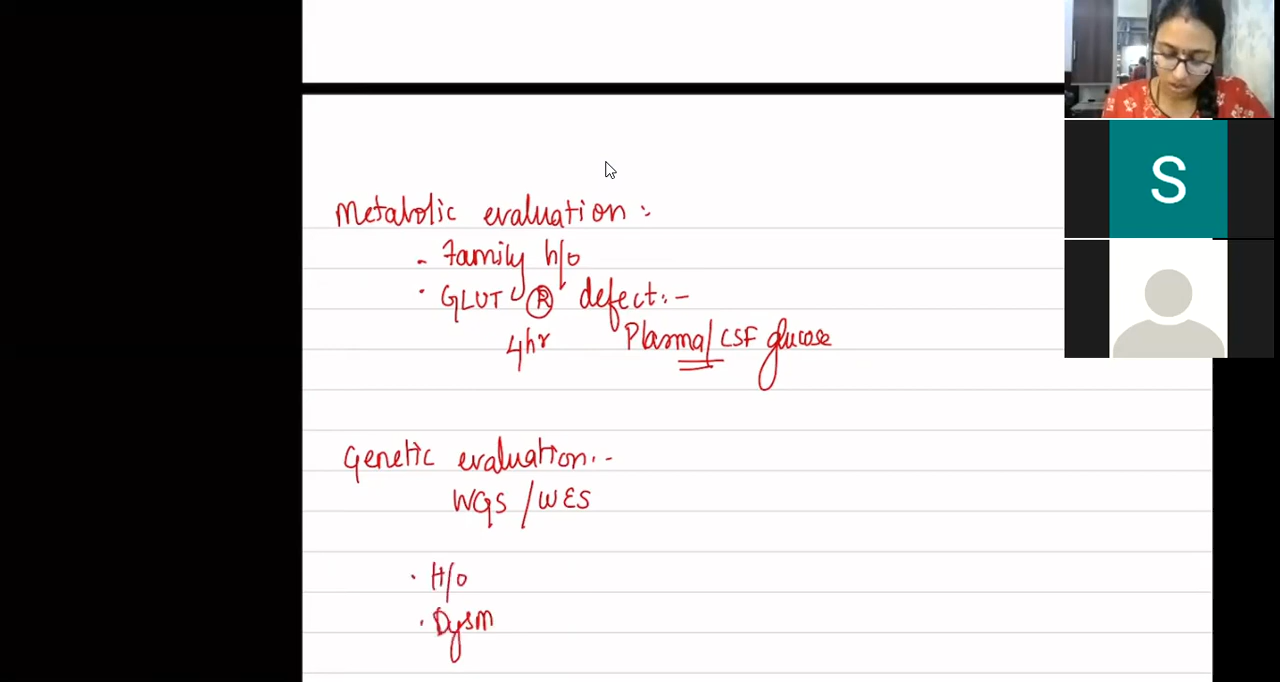 Metabolic evaluation :
- Family h/o
· GLUT Ⓡ defect :-
4hr Plasma/CSF glucose
Genetic evaluation :-
WGS / WES
· H/o
· Dysm
S